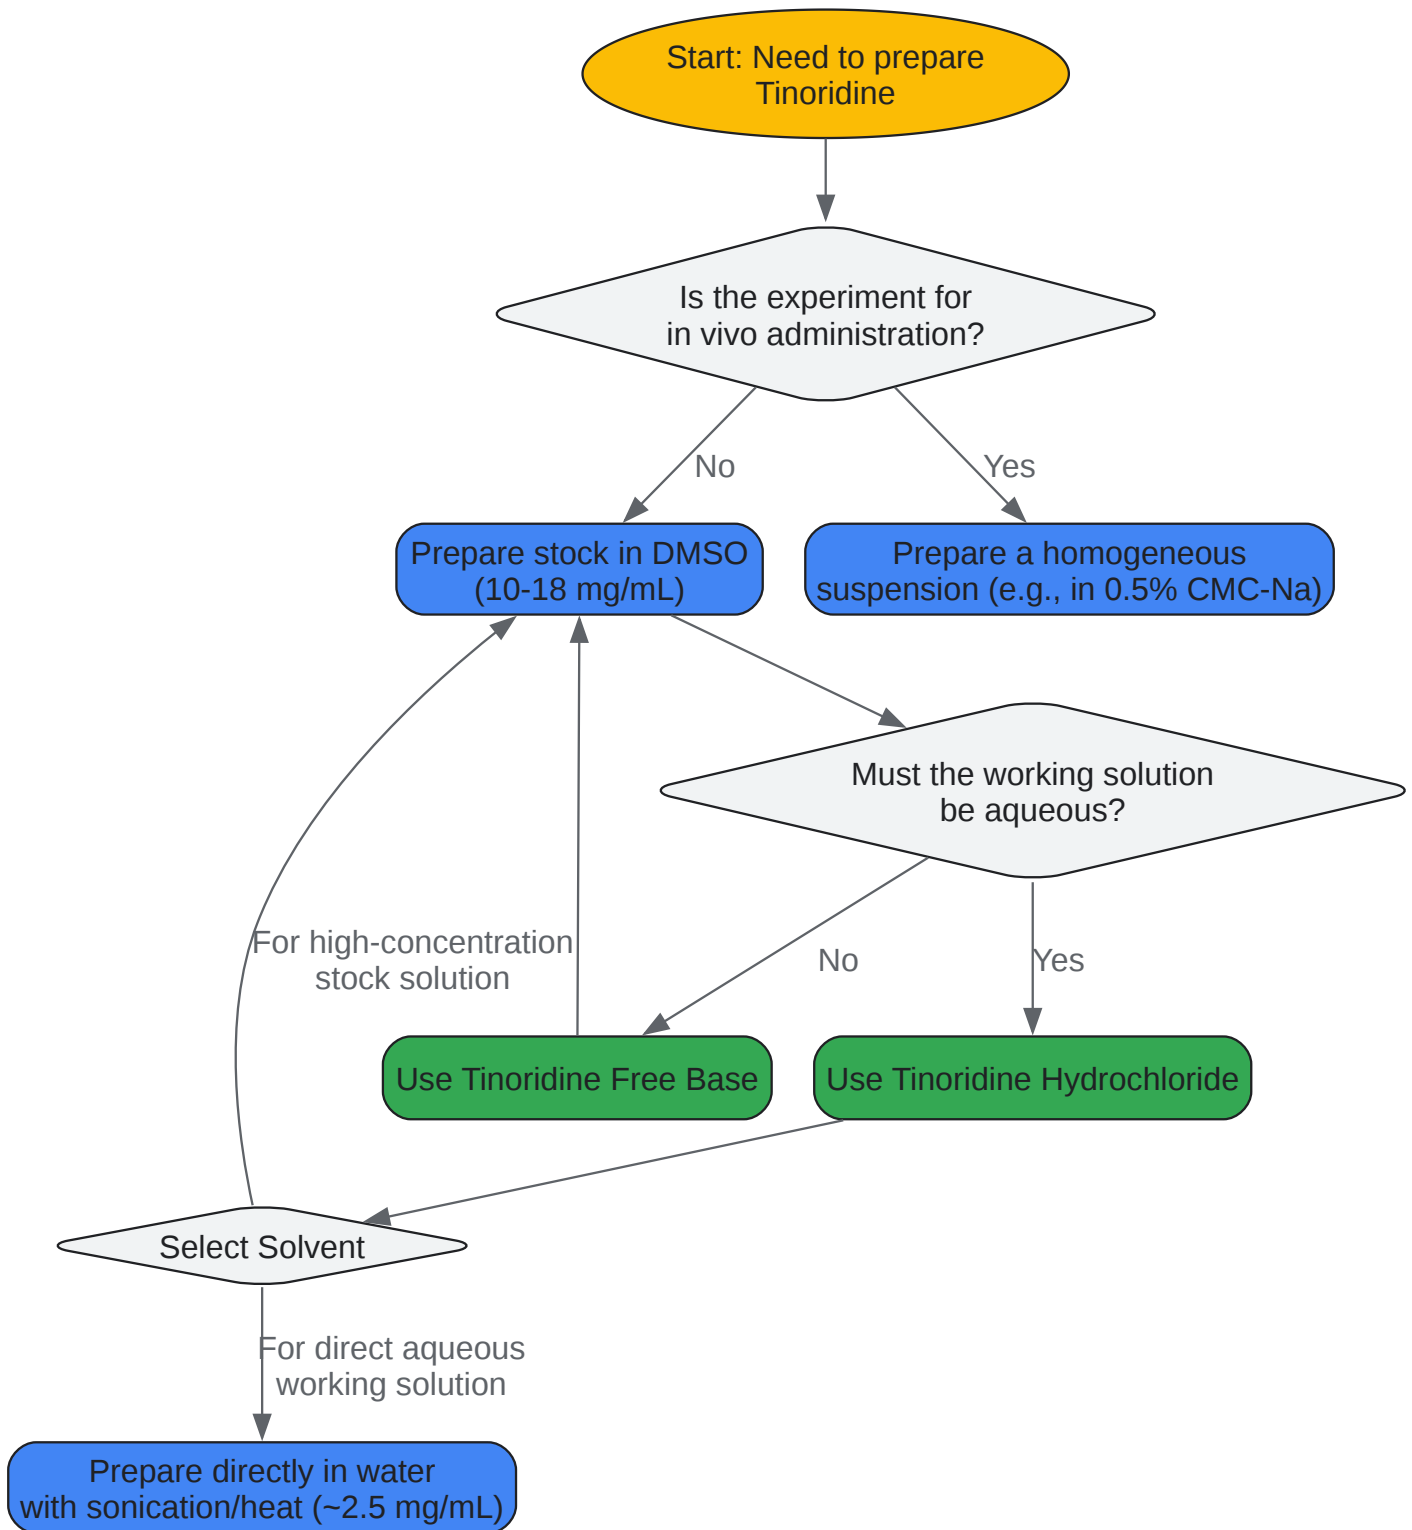 Start: Need to prepare
Tinoridine
Is the experiment for
in vivo administration?
No
Yes
Prepare stock in DMSO
(10-18 mg/mL)
Prepare a homogeneous
suspension (e.g., in 0.5% CMC-Na)
Must the working solution
be aqueous?
For high-concentration
stock solution
No
Yes
Use Tinoridine Free Base
Use Tinoridine Hydrochloride
Select Solvent
For direct aqueous
working solution
Prepare directly in water
with sonication/heat (~2.5 mg/mL)